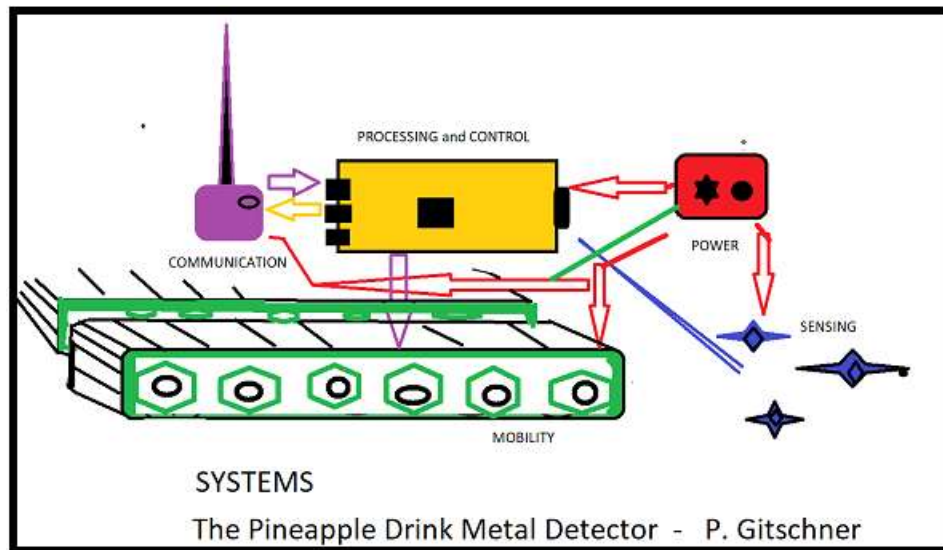 PROCESSING and CONTROL
COMMUNICATION
POWER
SENSING
MOBILITY
SYSTEMS
The Pineapple Drink Metal Detector - P. Gitschner